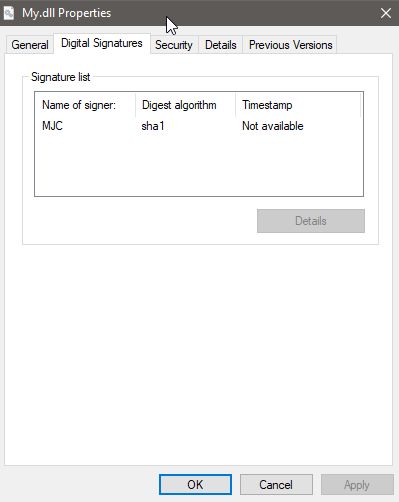 My.dll Properties
General Digital Signatures Security Details Previous Versions
Signature list
Name of signer: Digest algorithm Timestamp
MJC sha1 Not available
Details
OK Cancel Apply